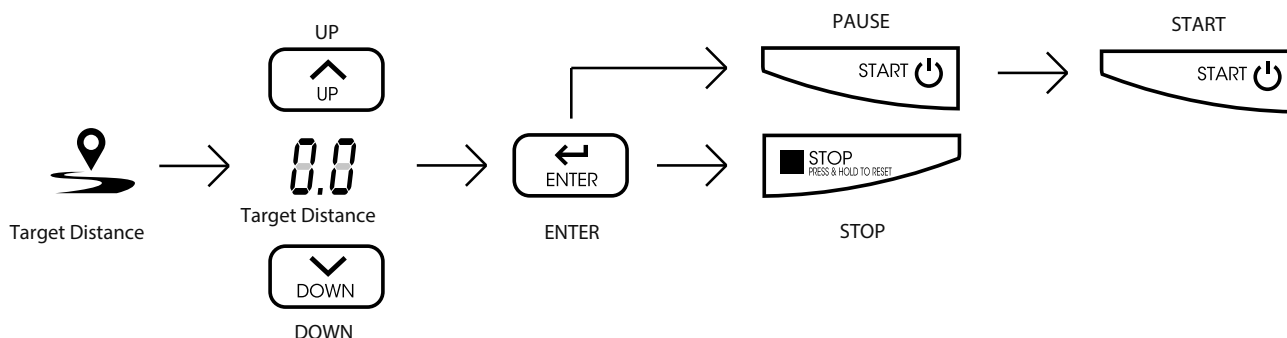 UP
UP
0.0
Target Distance
DOWN
DOWN
Target Distance
ENTER
ENTER
PAUSE
START
STOP
PRESS & HOLD TO RESET
STOP
START
START